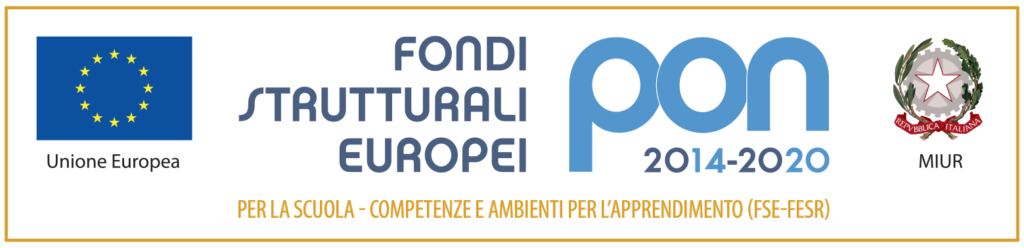 FONDI
STRUTTURALI
EUROPEI
pon
2014-2020
Unione Europea
REPVBBLICA ITALIANA
MIUR
PER LA SCUOLA - COMPETENZE E AMBIENTI PER L'APPRENDIMENTO (FSE-FESR)